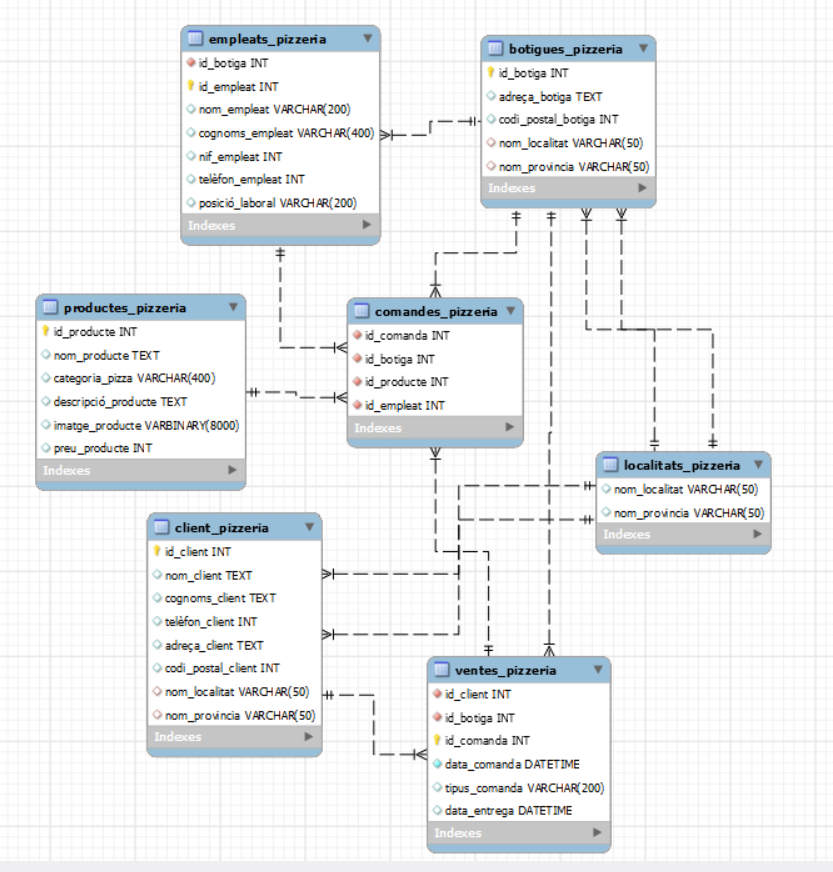 empleats_pizzeria
id_botiga INT
id_empleat INT
nom_empleat VARCHAR(200)
cognoms_empleat VARCHAR(400)
nif_empleat INT
telèfon_empleat INT
posició_laboral VARCHAR(200)
Indexes
botigues_pizzeria
id_botiga INT
adreça_botiga TEXT
codi_postal_botiga INT
nom_localitat VARCHAR(50)
nom_provincia VARCHAR(50)
Indexes
productes_pizzeria
id_producte INT
nom_producte TEXT
categoria_pizza VARCHAR(400)
descripció_producte TEXT
imatge_producte VARBINARY(8000)
preu_producte INT
Indexes
comandes_pizzeria
id_comanda INT
id_botiga INT
id_producte INT
id_empleat INT
Indexes
localitats_pizzeria
nom_localitat VARCHAR(50)
nom_provincia VARCHAR(50)
Indexes
client_pizzeria
id_client INT
nom_client TEXT
cognoms_client TEXT
telèfon_client INT
adreça_client TEXT
codi_postal_client INT
nom_localitat VARCHAR(50)
nom_provincia VARCHAR(50)
Indexes
ventes_pizzeria
id_client INT
id_botiga INT
id_comanda INT
data_comanda DATETIME
tipus_comanda VARCHAR(200)
data_entrega DATETIME
Indexes